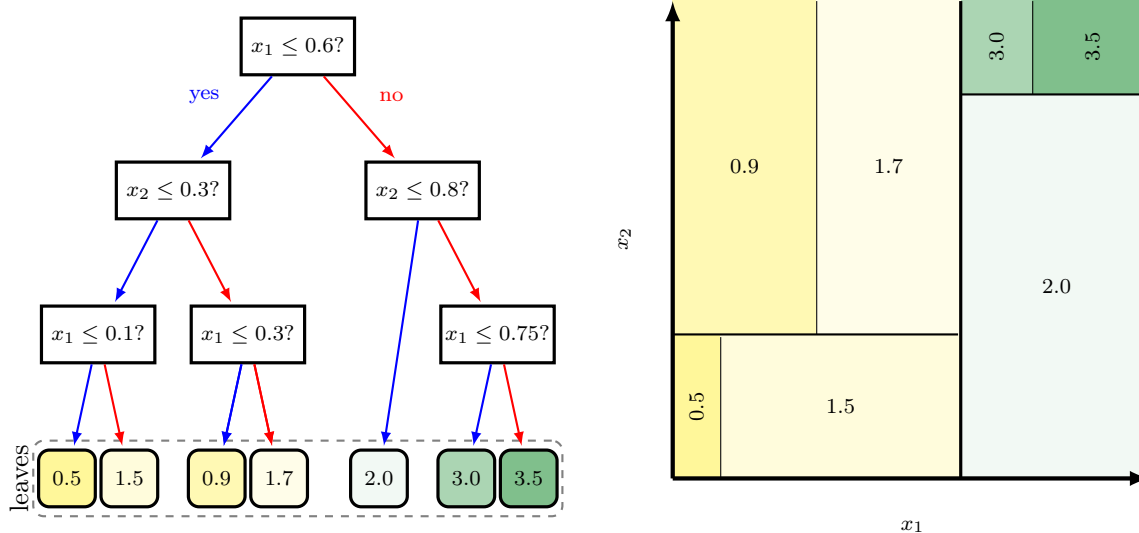 x₁ ≤ 0.6?
yes
no
x₂ ≤ 0.3?
x₂ ≤ 0.8?
x₁ ≤ 0.1?
x₁ ≤ 0.3?
x₁ ≤ 0.75?
leaves
0.5
1.5
0.9
1.7
2.0
3.0
3.5
3.0
3.5
0.9
1.7
x₂
2.0
0.5
1.5
x₁